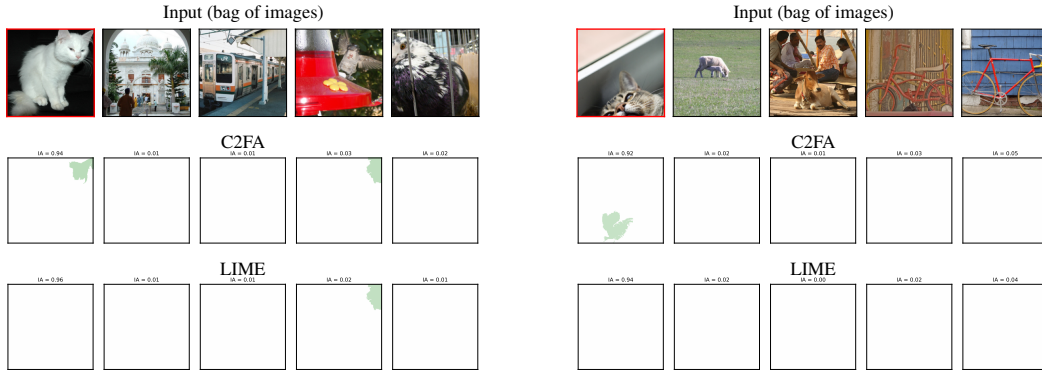 Input (bag of images)
Input (bag of images)
C2FA
C2FA
IA = 0.94 IA = 0.01 IA = 0.01 IA = 0.03 IA = 0.02
IA = 0.92 IA = 0.02 IA = 0.01 IA = 0.03 IA = 0.05
LIME
LIME
IA = 0.96 IA = 0.01 IA = 0.01 IA = 0.02 IA = 0.01
IA = 0.94 IA = 0.02 IA = 0.00 IA = 0.02 IA = 0.04